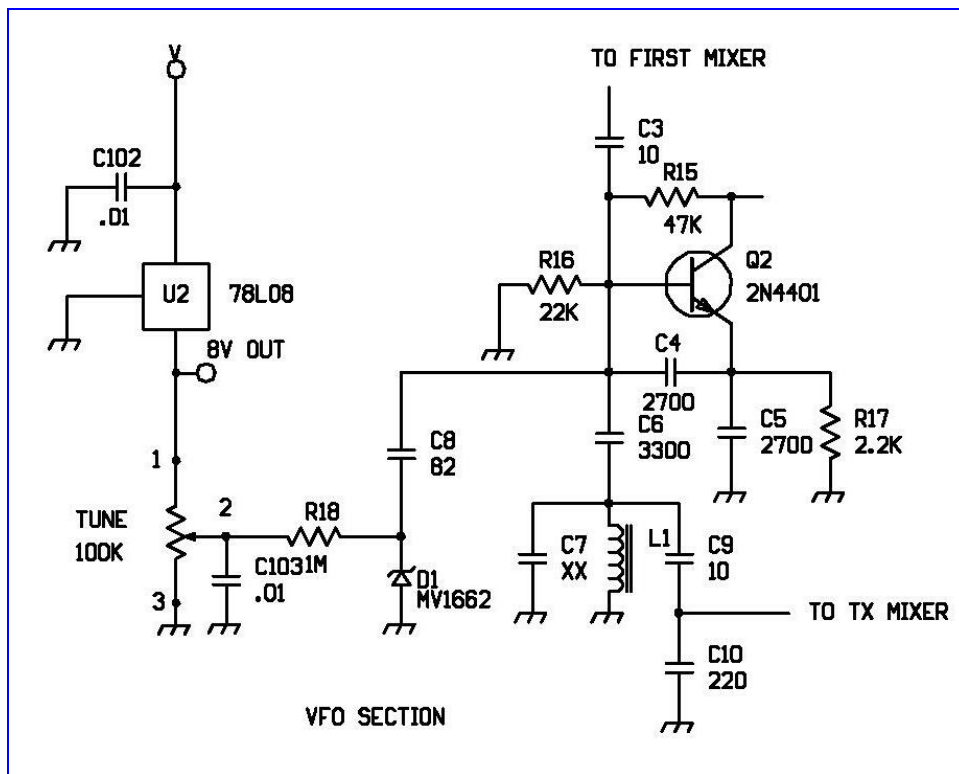 V
TO FIRST MIXER
C102
.01
C3
10
R15
47K
U2
78L08
R16
22K
Q2
2N4401
8V OUT
C4
2700
C8
82
C6
3300
C5
2700
R17
2.2K
1
2
TUNE
100K
3
R18
1M
C103
.01
D1
MV1662
C7
XX
L1
C9
10
TO TX MIXER
C10
220
VFO SECTION